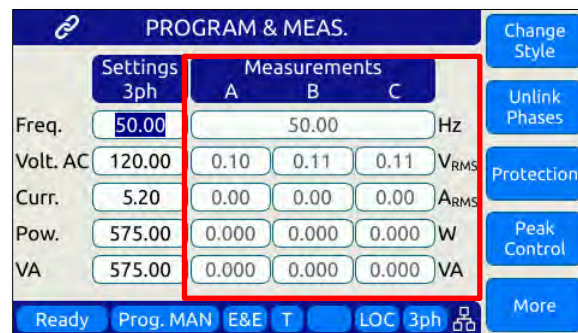 PROGRAM & MEAS.
Settings 3ph
Measurements
A B C
Freq. 50.00 50.00 Hz
Volt. AC 120.00 0.10 0.11 0.11 VRMS
Curr. 5.20 0.00 0.00 0.00 ARMS
Pow. 575.00 0.000 0.000 0.000 W
VA 575.00 0.000 0.000 0.000 VA
Ready Prog. MAN E&E T LOC 3ph
Change
Style
Unlink
Phases
Protection
Peak
Control
More